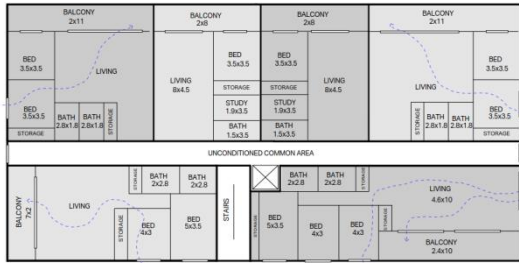 BALCONY
2x11
BED
3.5x3.5
LIVING
BED
3.5x3.5
STORAGE
BATH
2.8x1.8
BATH
2.8x1.8
STORAGE
BALCONY
2x8
LIVING
8x4.5
BED
3.5x3.5
STORAGE
STUDY
1.9x3.5
BATH
1.5x3.5
BALCONY
2x8
BED
3.5x3.5
STORAGE
STUDY
1.9x3.5
BATH
1.5x3.5
LIVING
8x4.5
BALCONY
2x11
LIVING
BED
3.5x3.5
STORAGE
BATH
2.8x1.8
BATH
2.8x1.8
BED
3.5x3.5
STORAGE
UNCONDITIONED COMMON AREA
BALCONY
7x2
LIVING
STORAGE
BATH
2x2.8
BATH
2x2.8
STORAGE
BED
4x3
BED
5x3.5
STAIRS
STORAGE
BATH
2x2.8
BATH
2x2.8
BED
5x3.5
BED
4x3
BED
4x3
STORAGE
LIVING
4.6x10
BALCONY
2.4x10